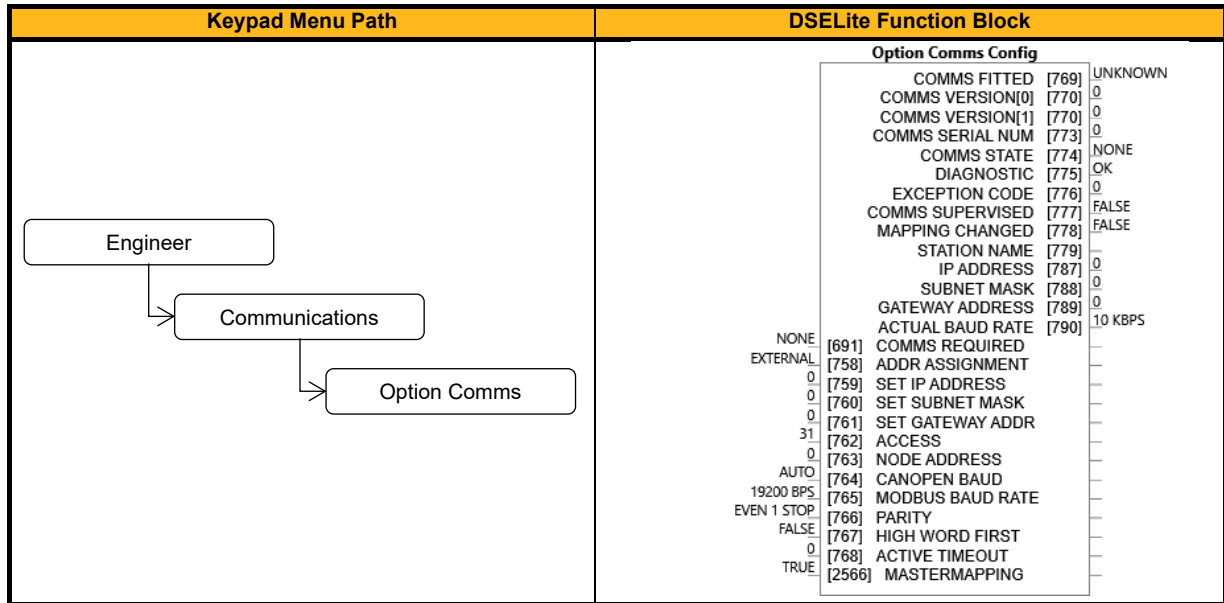 Keypad Menu Path
DSELite Function Block
Engineer
Communications
Option Comms
Option Comms Config
COMMS FITTED [769] UNKNOWN
COMMS VERSION[0] [770] 0
COMMS VERSION[1] [770] 0
COMMS SERIAL NUM [773] 0
COMMS STATE [774] NONE
DIAGNOSTIC [775] OK
EXCEPTION CODE [776] 0
COMMS SUPERVISED [777] FALSE
MAPPING CHANGED [778] FALSE
STATION NAME [779]
IP ADDRESS [787] 0
SUBNET MASK [788] 0
GATEWAY ADDRESS [789] 0
ACTUAL BAUD RATE [790] 10 KBPS
NONE [691] COMMS REQUIRED
EXTERNAL [758] ADDR ASSIGNMENT
0 [759] SET IP ADDRESS
0 [760] SET SUBNET MASK
0 [761] SET GATEWAY ADDR
31 [762] ACCESS
0 [763] NODE ADDRESS
AUTO [764] CANOPEN BAUD
19200 BPS [765] MODBUS BAUD RATE
EVEN 1 STOP [766] PARITY
FALSE [767] HIGH WORD FIRST
0 [768] ACTIVE TIMEOUT
TRUE [2566] MASTERMAPPING